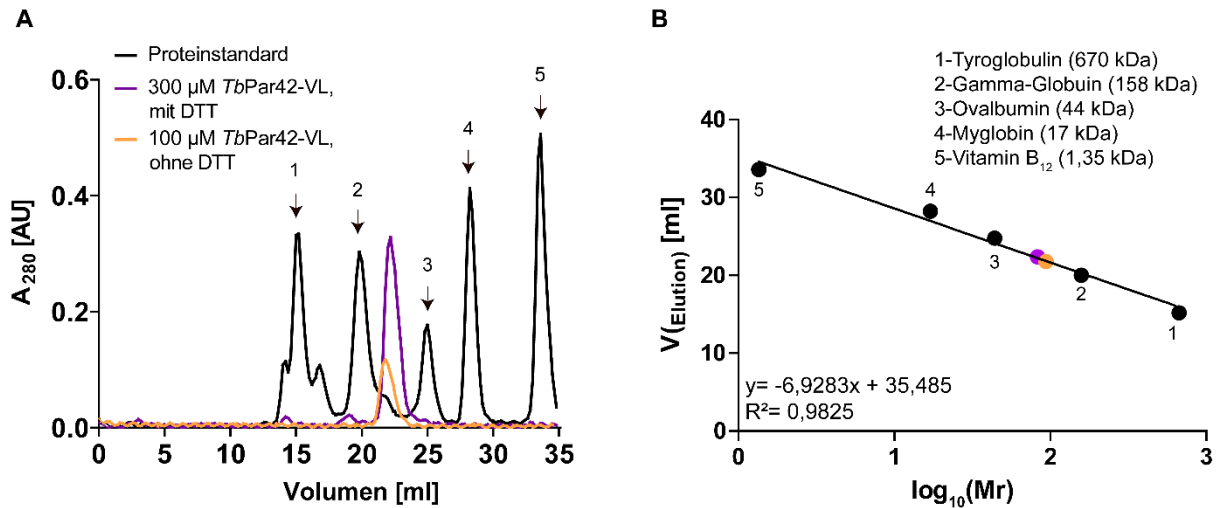 A
Proteinstandard
300 µM TbPar42-VL,
mit DTT
100 µM TbPar42-VL,
ohne DTT
0.6
0.4
0.2
0.0
A280 [AU]
1
2
3
4
5
0 5 10 15 20 25 30 35
Volumen [ml]
B
1-Tyroglobulin (670 kDa)
2-Gamma-Globuin (158 kDa)
3-Ovalbumin (44 kDa)
4-Myglobin (17 kDa)
5-Vitamin B12 (1,35 kDa)
40
30
20
10
0
V(Elution) [ml]
5
4
3
2
1
y= -6,9283x + 35,485
R²= 0,9825
0 1 2 3
log10(Mr)